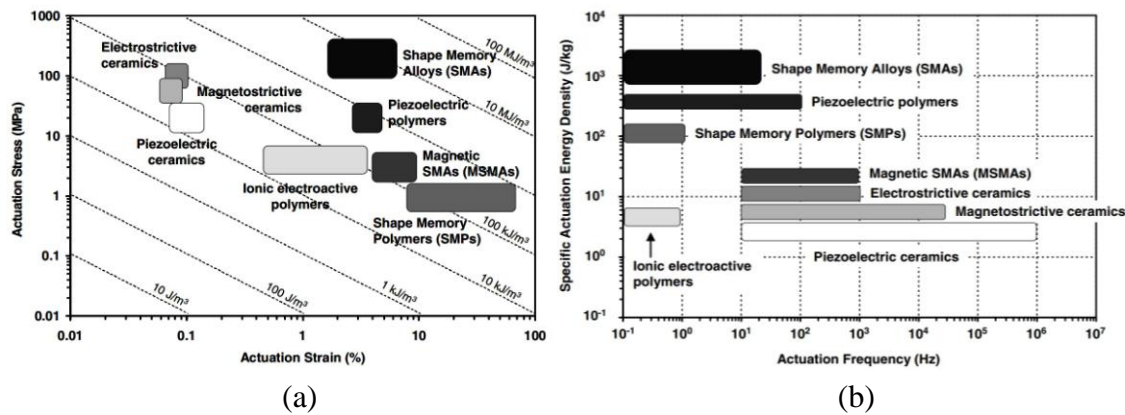 1000
100
10
1
0.1
0.01
Actuation Stress (MPa)
Electrostrictive
ceramics
Magnetostrictive
ceramics
Piezoelectric
ceramics
Shape Memory
Alloys (SMAs)
Piezoelectric
polymers
Magnetic
SMAs (MSMAs)
Ionic electroactive
polymers
Shape Memory
Polymers (SMPs)
100 MJ/m³
10 MJ/m³
100 kJ/m³
10 kJ/m³
1 kJ/m³
100 J/m³
10 J/m³
0.01 0.1 1 10 100
Actuation Strain (%)
(a)
Specific Actuation Energy Density (J/kg)
10⁴
10³
10²
10¹
10⁰
10⁻¹
Shape Memory Alloys (SMAs)
Piezoelectric polymers
Shape Memory Polymers (SMPs)
Magnetic SMAs (MSMAs)
Electrostrictive ceramics
Magnetostrictive ceramics
Piezoelectric ceramics
Ionic electroactive
polymers
10⁻¹ 10⁰ 10¹ 10² 10³ 10⁴ 10⁵ 10⁶ 10⁷
Actuation Frequency (Hz)
(b)